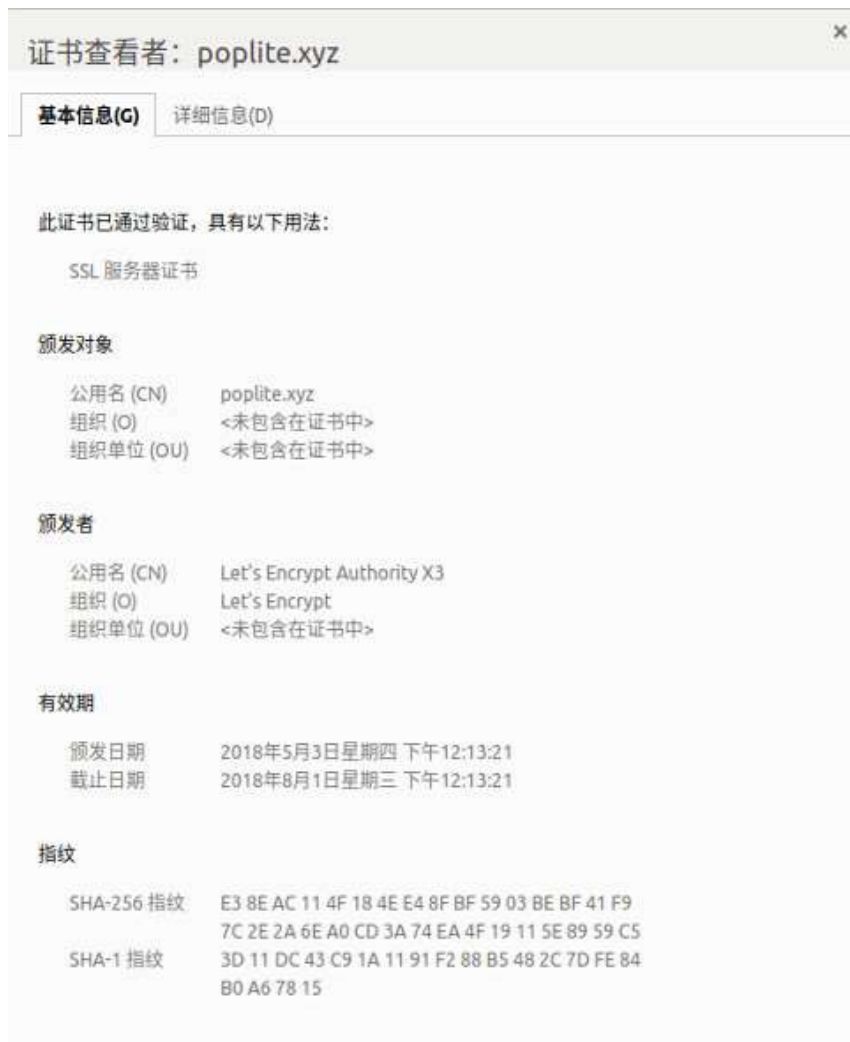 证书查看者：poplite.xyz
×
基本信息(G) 详细信息(D)
此证书已通过验证，具有以下用法：
SSL 服务器证书
颁发对象
公用名 (CN) poplite.xyz
组织 (O) <未包含在证书中>
组织单位 (OU) <未包含在证书中>
颁发者
公用名 (CN) Let's Encrypt Authority X3
组织 (O) Let's Encrypt
组织单位 (OU) <未包含在证书中>
有效期
颁发日期 2018年5月3日星期四 下午12:13:21
截止日期 2018年8月1日星期三 下午12:13:21
指纹
SHA-256 指纹 E3 8E AC 11 4F 18 4E E4 8F BF 59 03 BE BF 41 F9
7C 2E 2A 6E A0 CD 3A 74 EA 4F 19 11 5E 89 59 C5
SHA-1 指纹 3D 11 DC 43 C9 1A 11 91 F2 88 B5 48 2C 7D FE 84
B0 A6 78 15